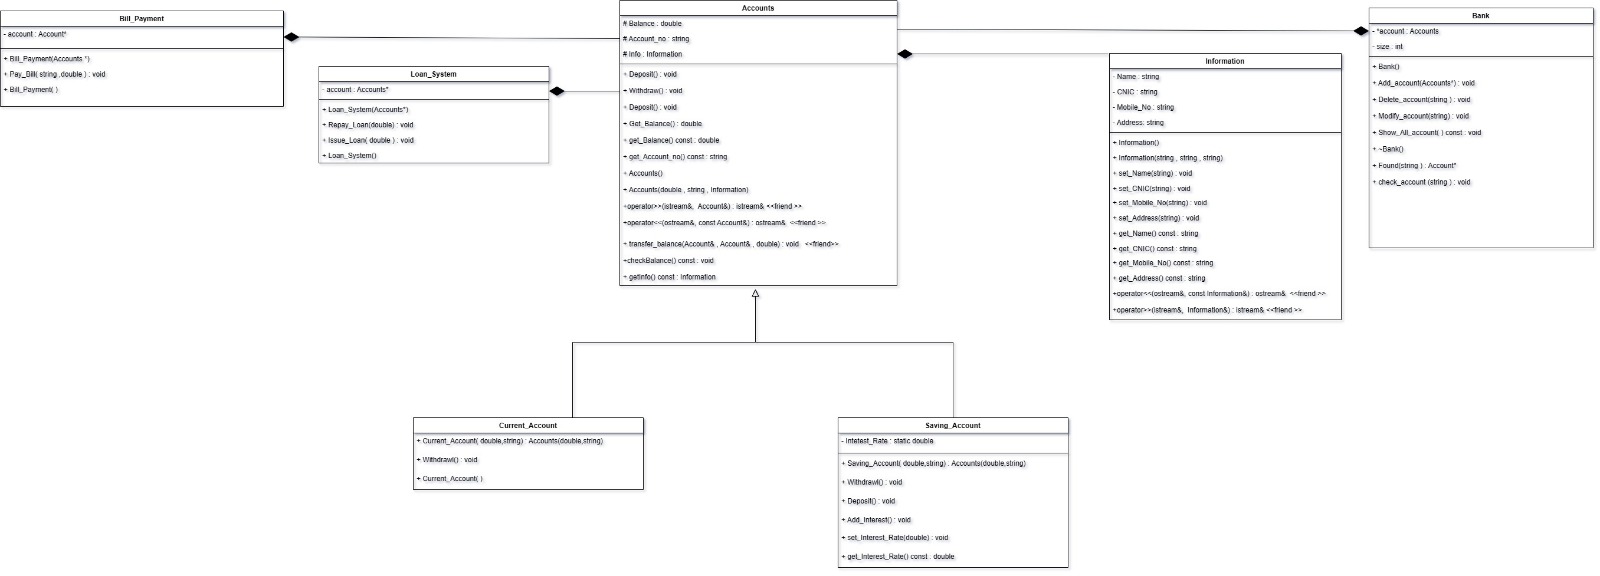 Bill_Payment
- account : Account*
+ Bill_Payment(Accounts *)
+ Pay_Bill( string ,double ) : void
+ Bill_Payment( )
Loan_System
- account : Accounts*
+ Loan_System(Accounts*)
+ Repay_Loan(double) : void
+ Issue_Loan( double ) : void
+ Loan_System()
Accounts
# Balance : double
# Account_no : string
# Info : Information
+ Deposit() : void
+ Withdraw() : void
+ Deposit() : void
+ Get_Balance() : double
+ get_Balance() const : double
+ get_Account_no() const : string
+ Accounts()
+ Accounts(double , string , Information)
+operator>>(istream&, Account&) : istream& <<friend >>
+operator<<(ostream&, const Account&) : ostream& <<friend >>
+ transfer_balance(Account& , Account& , double) : void <<friend>>
+checkBalance() const : void
+ getinfo() const : Information
Information
- Name : string
- CNIC : string
- Mobile_No : string
- Address: string
+ Information()
+ Information(string , string , string)
+ set_Name(string) : void
+ set_CNIC(string) : void
+ set_Mobile_No(string) : void
+ set_Address(string) : void
+ get_Name() const : string
+ get_CNIC() const : string
+ get_Mobile_No() const : string
+ get_Address() const : string
+operator<<(ostream&, const Information&) : ostream& <<friend >>
+operator>>(istream&, Information&) : istream& <<friend >>
Bank
- *account : Accounts
- size : int
+ Bank()
+ Add_account(Accounts*) : void
+ Delete_account(string ) : void
+ Modify_account(string) : void
+ Show_All_account( ) const : void
+ ~Bank()
+ Found(string ) : Account*
+ check_account (string ) : void
Current_Account
+ Current_Account( double,string) : Accounts(double,string)
+ Withdrawl() : void
+ Current_Account( )
Saving_Account
- Intetest_Rate : static double
+ Saving_Account( double,string) : Accounts(double,string)
+ Withdrawl() : void
+ Deposit() : void
+ Add_Interest() : void
+ set_Interest_Rate(double) : void
+ get_Interest_Rate() const : double